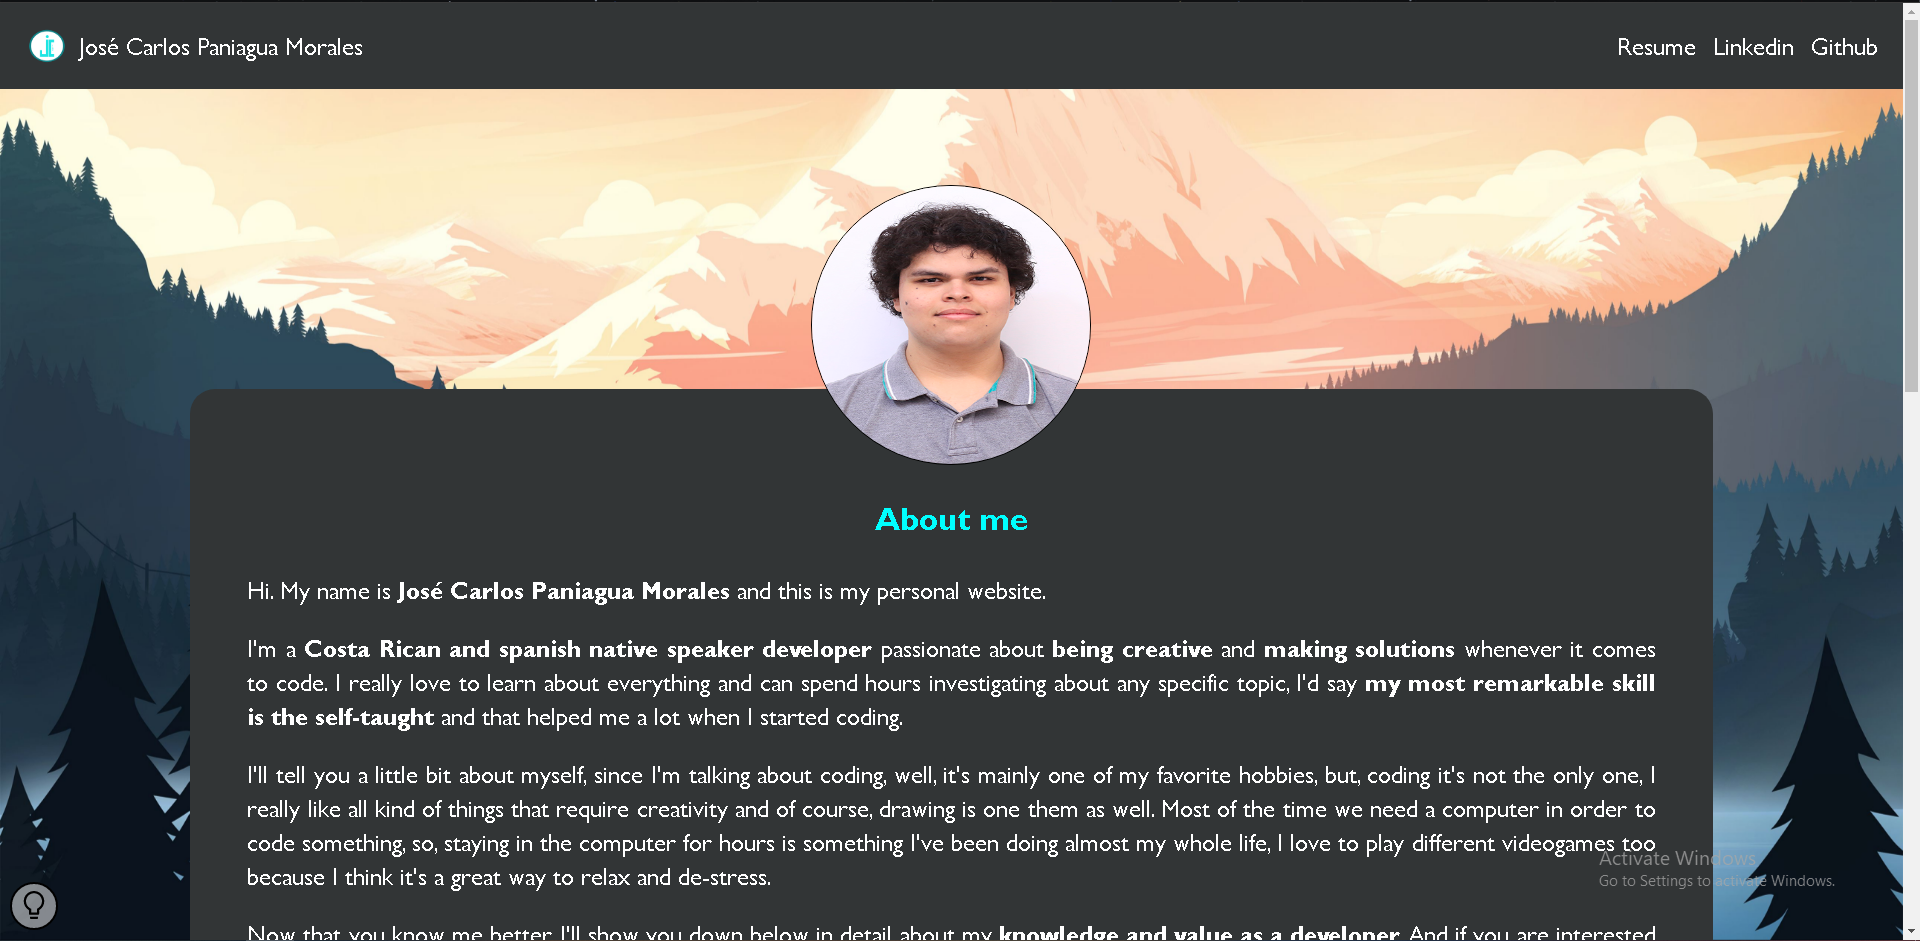 José Carlos Paniagua Morales
Resume Linkedin Github
About me
Hi. My name is José Carlos Paniagua Morales and this is my personal website.
I'm a Costa Rican and spanish native speaker developer passionate about being creative and making solutions whenever it comes
to code. I really love to learn about everything and can spend hours investigating about any specific topic, I'd say my most remarkable skill
is the self-taught and that helped me a lot when I started coding.
I'll tell you a little bit about myself, since I'm talking about coding, well, it's mainly one of my favorite hobbies, but, coding it's not the only one, I
really like all kind of things that require creativity and of course, drawing is one them as well. Most of the time we need a computer in order to
code something, so, staying in the computer for hours is something I've been doing almost my whole life, I love to play different videogames too
because I think it's a great way to relax and de-stress.
Activate Windows
Go to Settings to activate Windows.
Now that you know me better, I'll show you down below in detail about my knowledge and value as a developer. And if you are interested